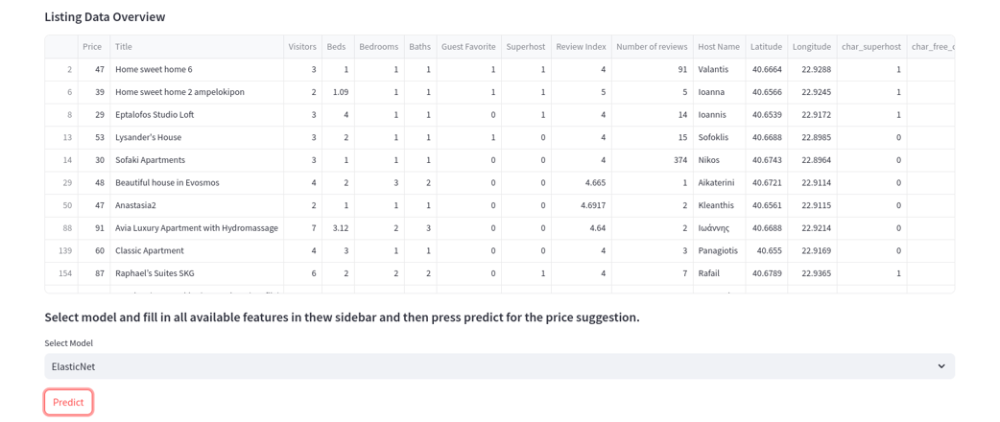 Listing Data Overview
Price Title Visitors Beds Bedrooms Baths Guest Favorite Superhost Review Index Number of reviews Host Name Latitude Longitude char_superhost char_free_c
2 47 Home sweet home 6 3 1 1 1 1 1 4 91 Valantis 40.6664 22.9288 1
6 39 Home sweet home 2 ampelokipon 2 1.09 1 1 1 1 5 5 Ioanna 40.6566 22.9245 1
8 29 Eptalofos Studio Loft 3 4 1 1 0 1 4 14 Ioannis 40.6539 22.9172 1
13 53 Lysander's House 3 2 1 1 1 0 4 15 Sofoklis 40.6688 22.8985 0
14 30 Sofaki Apartments 3 1 1 1 0 0 4 374 Nikos 40.6743 22.8964 0
29 48 Beautiful house in Evosmos 4 2 3 2 0 0 4.665 1 Aikaterini 40.6721 22.9114 0
50 47 Anastasia2 2 1 1 1 0 0 4.6917 2 Kleanthis 40.6561 22.9115 0
88 91 Avia Luxury Apartment with Hydromassage 7 3.12 2 3 0 0 4.64 2 Ιωάννης 40.6688 22.9214 0
139 60 Classic Apartment 4 3 1 1 0 0 4 3 Panagiotis 40.655 22.9169 0
154 87 Raphael's Suites SKG 6 2 2 2 0 1 4 7 Rafail 40.6789 22.9365 1
Select model and fill in all available features in thew sidebar and then press predict for the price suggestion.
Select Model
ElasticNet
Predict